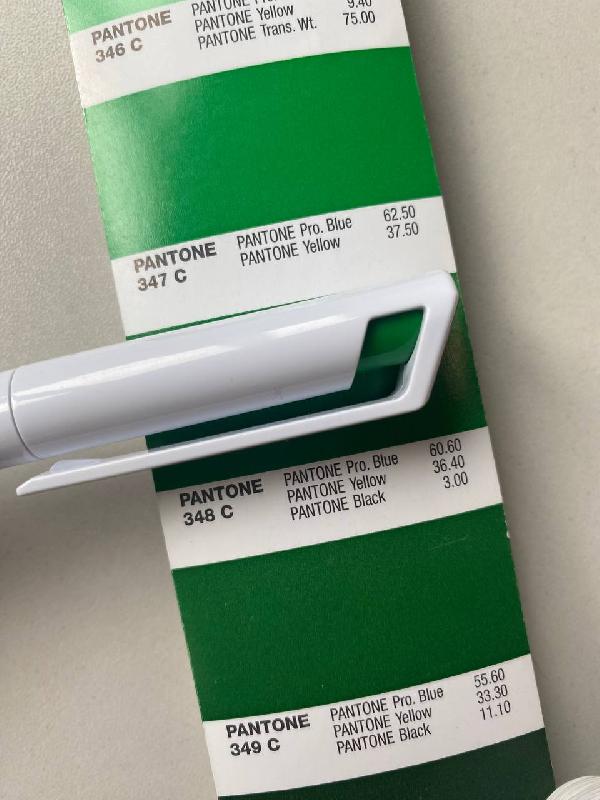 PANTONE
346 C
PANTONE Yellow
PANTONE Trans. Wt.
9.40
75.00
PANTONE
347 C
PANTONE Pro. Blue 62.50
PANTONE Yellow 37.50
PANTONE
348 C
PANTONE Pro. Blue 60.60
PANTONE Yellow 36.40
PANTONE Black 3.00
PANTONE
349 C
PANTONE Pro. Blue 55.60
PANTONE Yellow 33.30
PANTONE Black 11.10